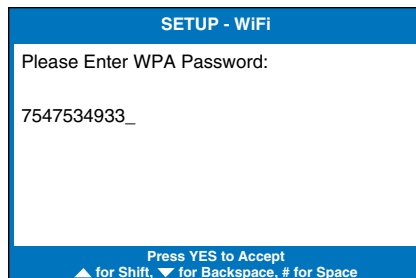 SETUP - WiFi
Please Enter WPA Password:
7547534933_
Press YES to Accept
▲ for Shift, ▼ for Backspace, # for Space